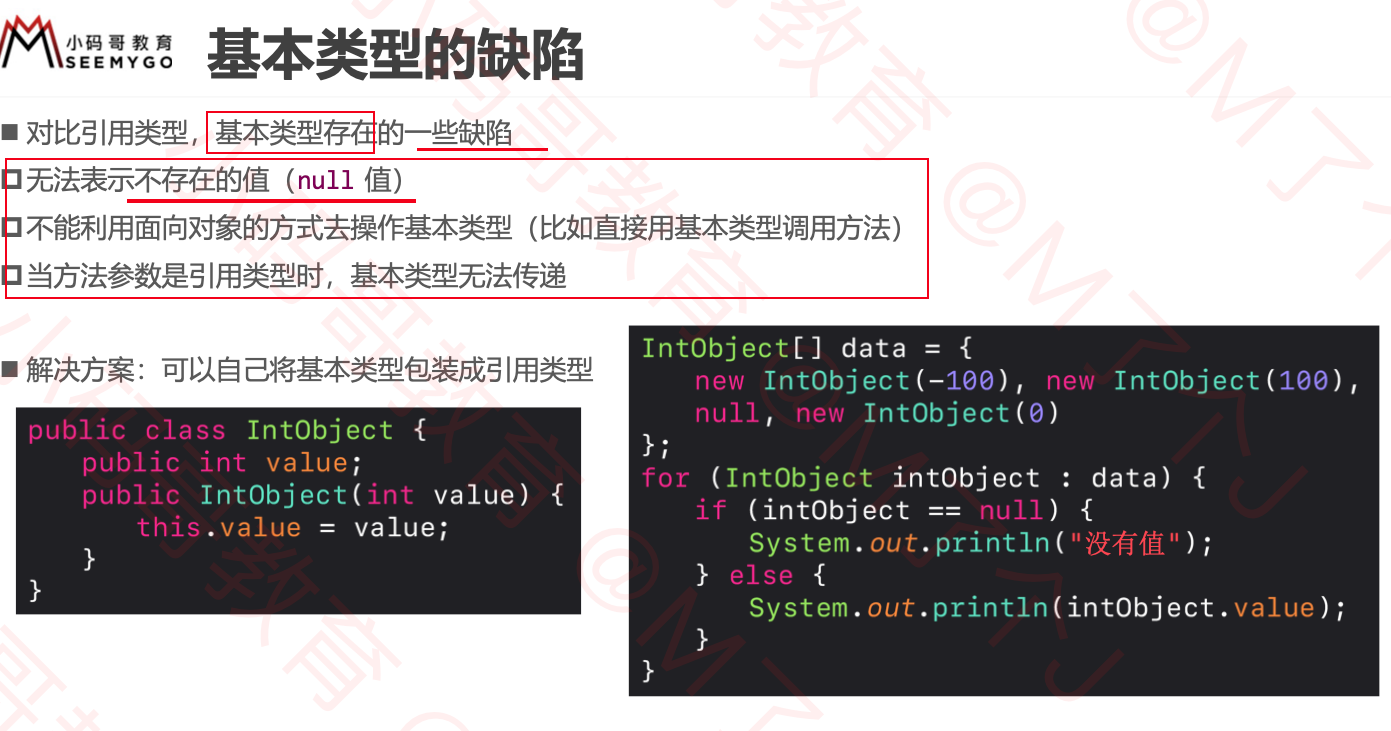 小码哥教育
SEEMYGO
基本类型的缺陷
对比引用类型，基本类型存在的一些缺陷
无法表示不存在的值（null 值）
不能利用面向对象的方式去操作基本类型（比如直接用基本类型调用方法）
当方法参数是引用类型时，基本类型无法传递
解决方案：可以自己将基本类型包装成引用类型
public class IntObject {
    public int value;
    public IntObject(int value) {
        this.value = value;
    }
}
IntObject[] data = {
    new IntObject(-100), new IntObject(100),
    null, new IntObject(0)
};
for (IntObject intObject : data) {
    if (intObject == null) {
        System.out.println("没有值");
    } else {
        System.out.println(intObject.value);
    }
}